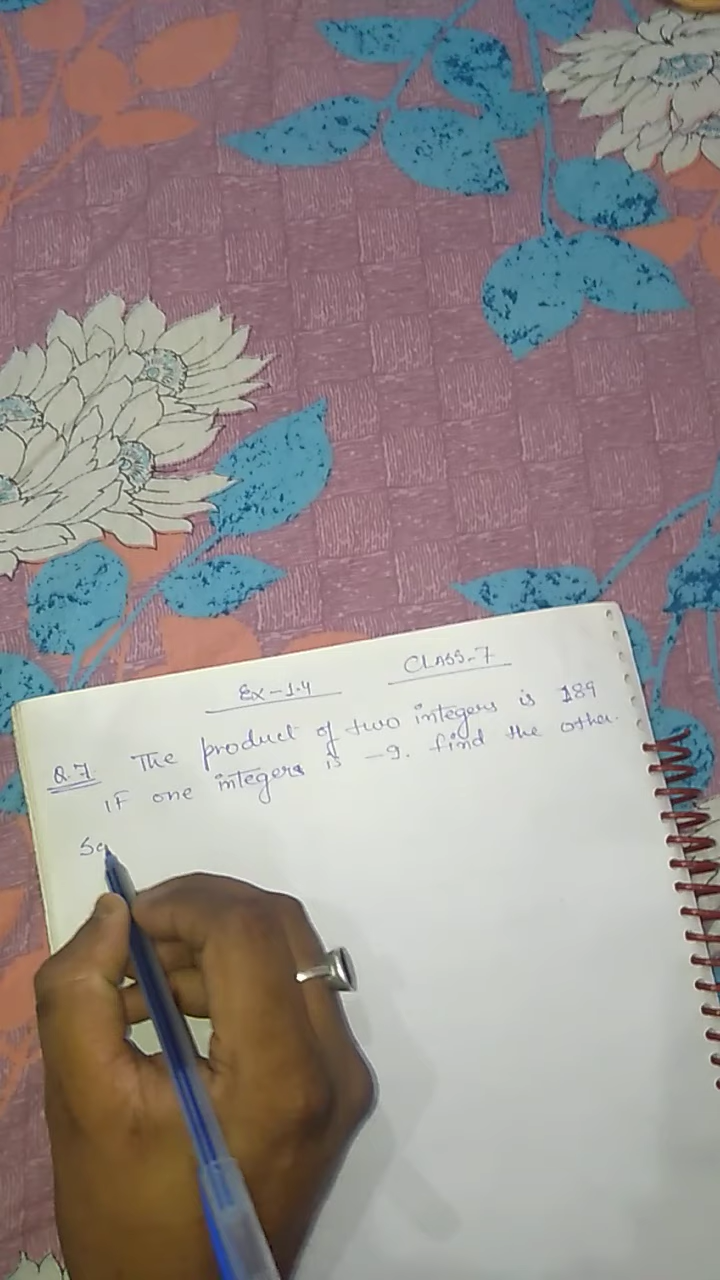 Ex-1.4 CLASS-7
Q.7 The product of two integers is 189
if one integers is -9. find the other.
So